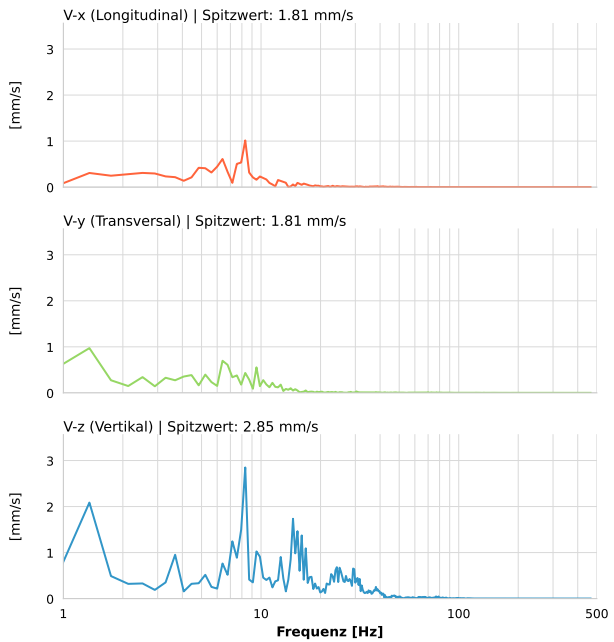 V-x (Longitudinal) | Spitzwert: 1.81 mm/s
3
2
1
0
[mm/s]
V-y (Transversal) | Spitzwert: 1.81 mm/s
3
2
1
0
[mm/s]
V-z (Vertikal) | Spitzwert: 2.85 mm/s
3
2
1
0
[mm/s]
1 10 100 500
Frequenz [Hz]